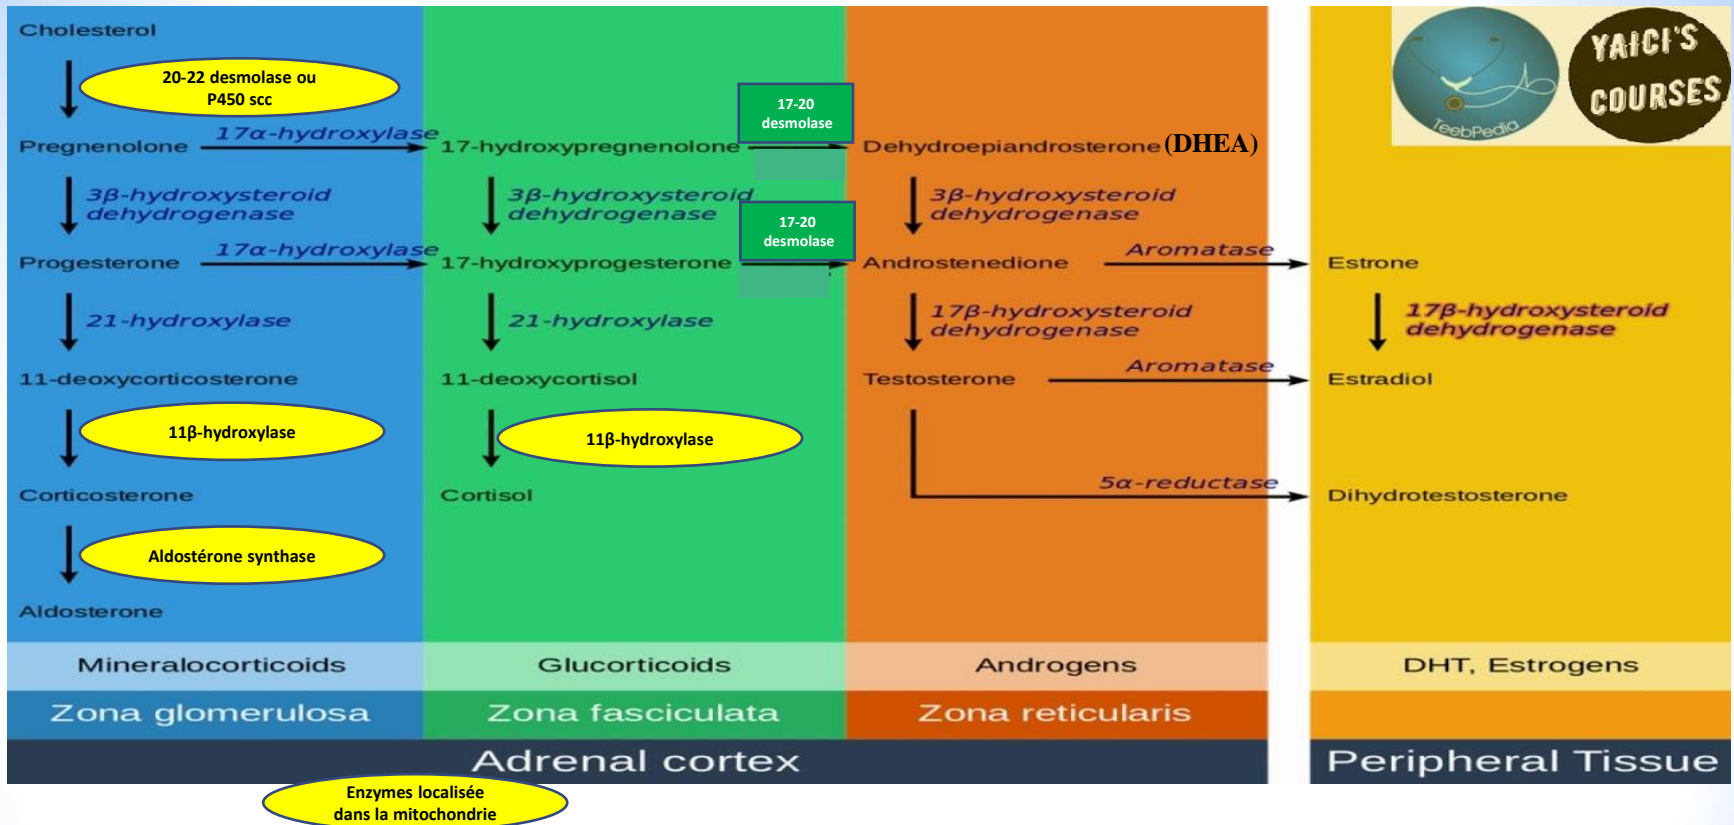 Cholesterol
20-22 desmolase ou
P450 scc
17-20
desmolase
YAICI'S
COURSES
TeebPedia
Pregnenolone
17α-hydroxylase
17-hydroxypregnenolone
Dehydroepiandrosterone (DHEA)
3β-hydroxysteroid
dehydrogenase
3β-hydroxysteroid
dehydrogenase
3β-hydroxysteroid
dehydrogenase
17-20
desmolase
Progesterone
17α-hydroxylase
17-hydroxyprogesterone
Androstenedione
Aromatase
Estrone
21-hydroxylase
21-hydroxylase
17β-hydroxysteroid
dehydrogenase
17β-hydroxysteroid
dehydrogenase
11-deoxycorticosterone
11-deoxycortisol
Testosterone
Aromatase
Estradiol
11β-hydroxylase
11β-hydroxylase
Corticosterone
Cortisol
5α-reductase
Dihydrotestosterone
Aldostérone synthase
Aldosterone
Mineralocorticoids
Glucorticoids
Androgens
DHT, Estrogens
Zona glomerulosa
Zona fasciculata
Zona reticularis
Adrenal cortex
Peripheral Tissue
Enzymes localisée
dans la mitochondrie